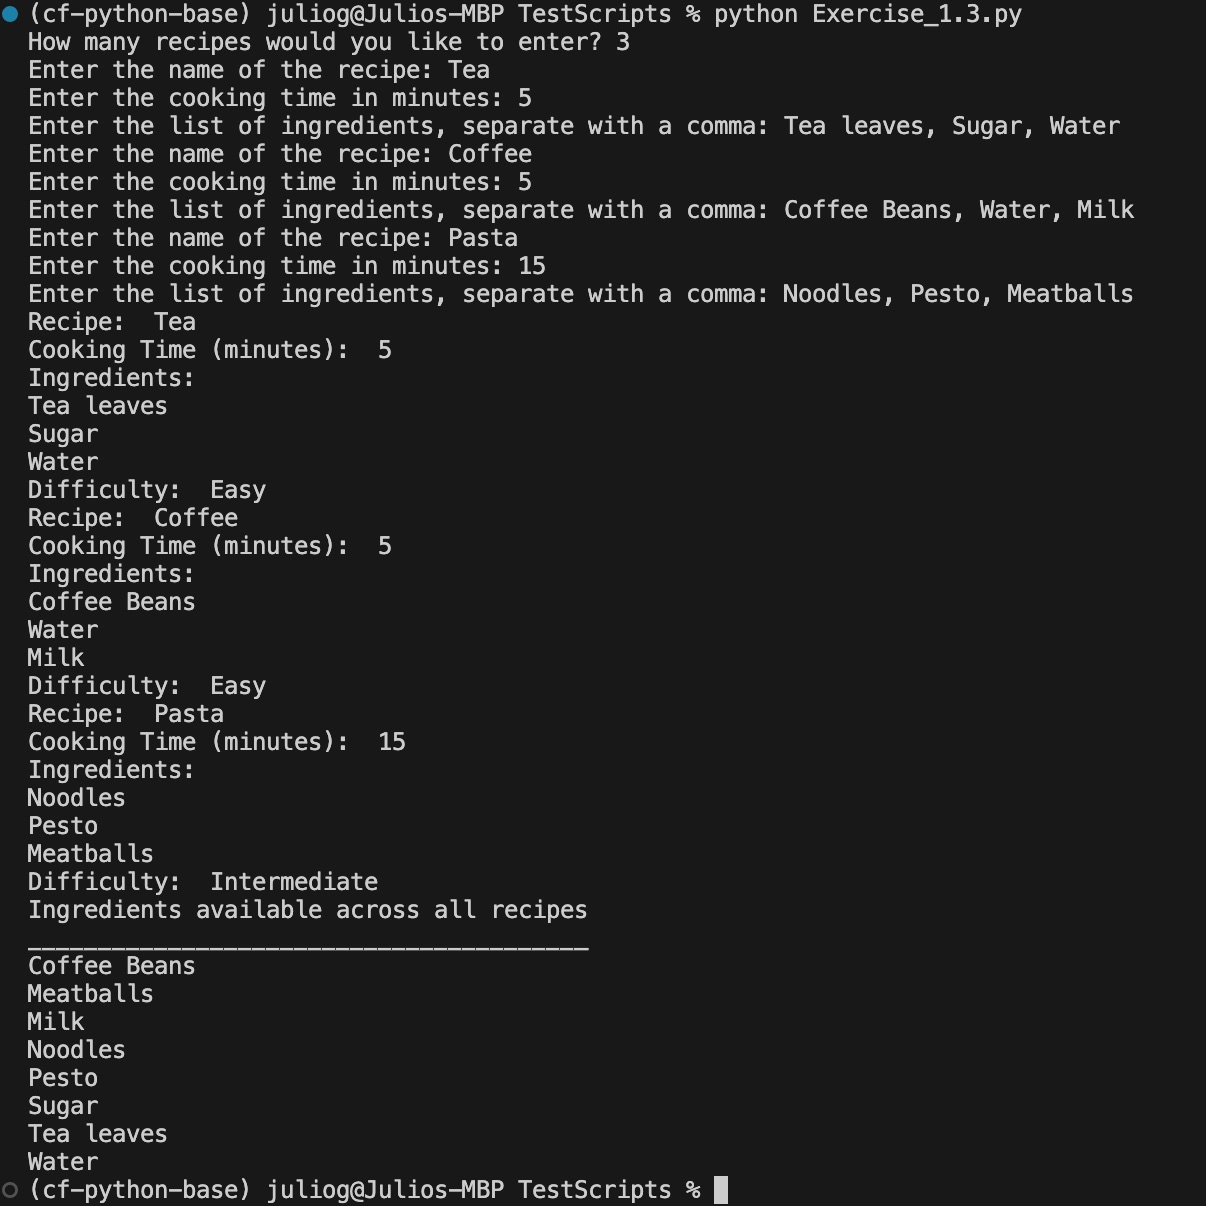 (cf-python-base) juliog@Julios-MBP TestScripts % python Exercise_1.3.py
How many recipes would you like to enter? 3
Enter the name of the recipe: Tea
Enter the cooking time in minutes: 5
Enter the list of ingredients, separate with a comma: Tea leaves, Sugar, Water
Enter the name of the recipe: Coffee
Enter the cooking time in minutes: 5
Enter the list of ingredients, separate with a comma: Coffee Beans, Water, Milk
Enter the name of the recipe: Pasta
Enter the cooking time in minutes: 15
Enter the list of ingredients, separate with a comma: Noodles, Pesto, Meatballs
Recipe:  Tea
Cooking Time (minutes):  5
Ingredients:
Tea leaves
Sugar
Water
Difficulty:  Easy
Recipe:  Coffee
Cooking Time (minutes):  5
Ingredients:
Coffee Beans
Water
Milk
Difficulty:  Easy
Recipe:  Pasta
Cooking Time (minutes):  15
Ingredients:
Noodles
Pesto
Meatballs
Difficulty:  Intermediate
Ingredients available across all recipes
________________________________________
Coffee Beans
Meatballs
Milk
Noodles
Pesto
Sugar
Tea leaves
Water
(cf-python-base) juliog@Julios-MBP TestScripts %